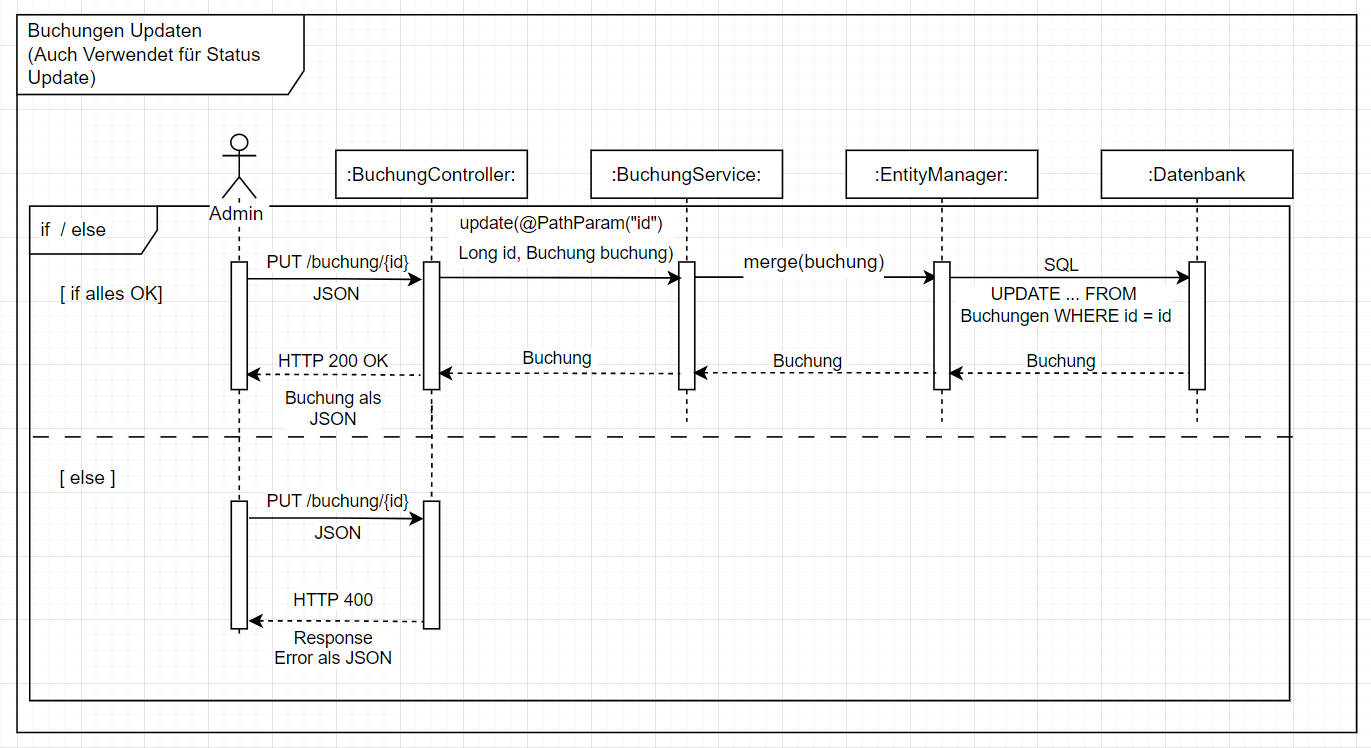 Buchungen Updaten
(Auch Verwendet für Status
Update)
Admin
:BuchungController:
:BuchungService:
:EntityManager:
:Datenbank
if / else
[ if alles OK]
PUT /buchung/{id}
JSON
update(@PathParam("id")
Long id, Buchung buchung)
merge(buchung)
SQL
UPDATE ... FROM
Buchungen WHERE id = id
HTTP 200 OK
Buchung als
JSON
Buchung
Buchung
Buchung
[ else ]
PUT /buchung/{id}
JSON
HTTP 400
Response
Error als JSON